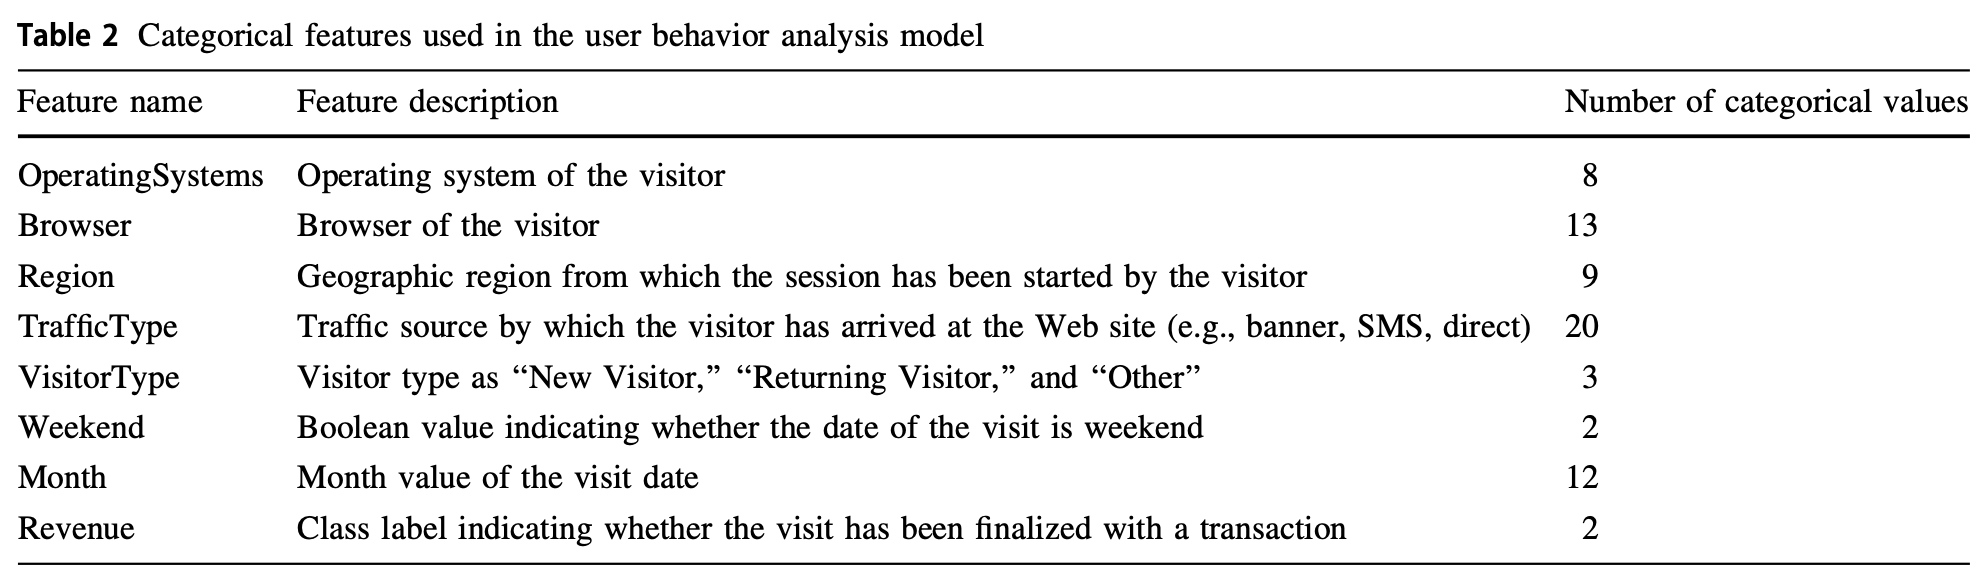 Table 2 Categorical features used in the user behavior analysis model
Feature name Feature description Number of categorical values
OperatingSystems Operating system of the visitor 8
Browser Browser of the visitor 13
Region Geographic region from which the session has been started by the visitor 9
TrafficType Traffic source by which the visitor has arrived at the Web site (e.g., banner, SMS, direct) 20
VisitorType Visitor type as “New Visitor,” “Returning Visitor,” and “Other” 3
Weekend Boolean value indicating whether the date of the visit is weekend 2
Month Month value of the visit date 12
Revenue Class label indicating whether the visit has been finalized with a transaction 2